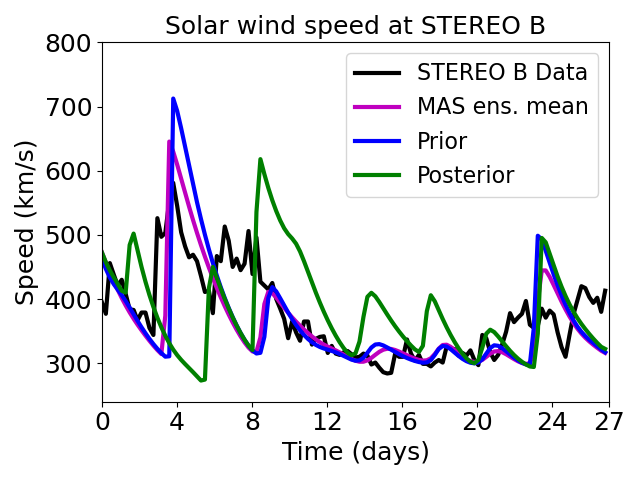 Solar wind speed at STEREO B
800
700
600
500
400
300
Speed (km/s)
STEREO B Data
MAS ens. mean
Prior
Posterior
0 4 8 12 16 20 24 27
Time (days)